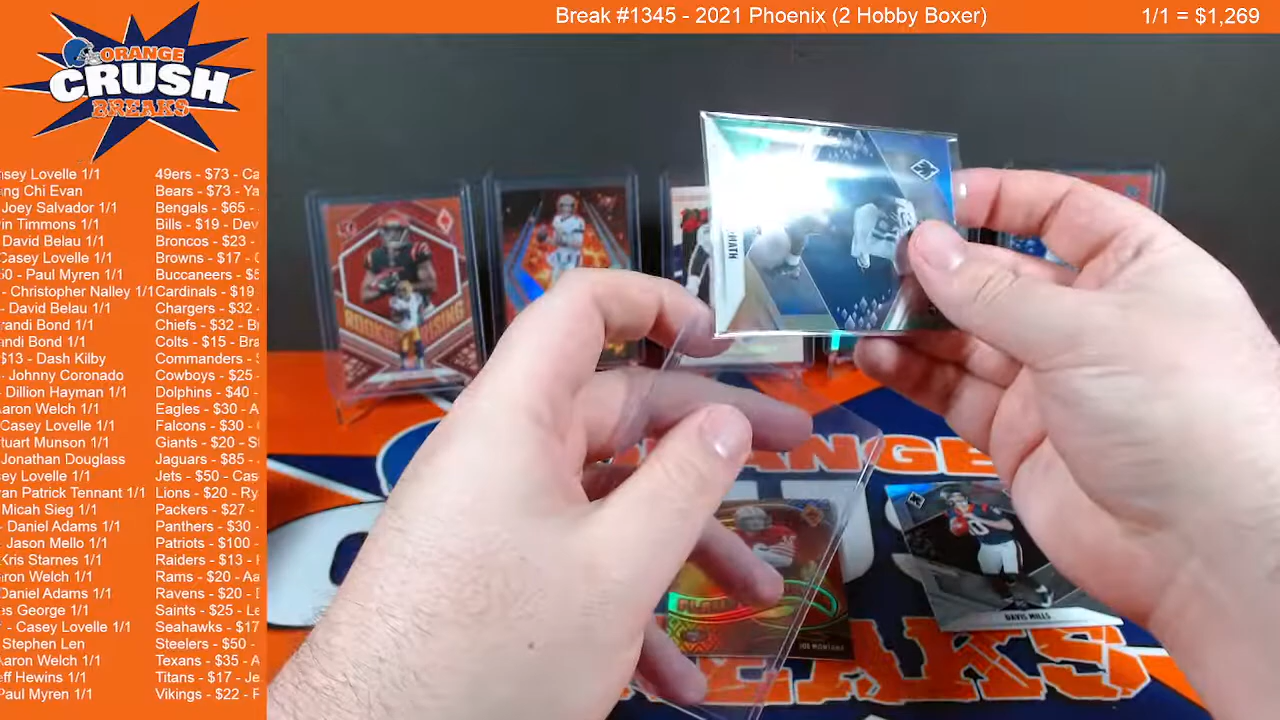 Break #1345 - 2021 Phoenix (2 Hobby Boxer)
1/1 = $1,269
ORANGE
CRUSH
BREAKS
sey Lovelle 1/1
49ers - $73 - Ca
ng Chi Evan
Bears - $73 - Ya
Joey Salvador 1/1
Bengals - $65 -
n Timmons 1/1
Bills - $19 - Dev
David Belau 1/1
Broncos - $23 -
Casey Lovelle 1/1
Browns - $17 -
0 - Paul Myren 1/1
Buccaneers -
- Christopher Nalley 1/1
Cardinals - $19
- David Belau 1/1
Chargers - $32
randi Bond 1/1
Chiefs - $32 - B
ndi Bond 1/1
Colts - $15 - Bra
$13 - Dash Kilby
Commanders -
- Johnny Coronado
Cowboys - $25
- Dillion Hayman 1/1
Dolphins - $40
aron Welch 1/1
Eagles - $30 - A
Casey Lovelle 1/1
Falcons - $30 -
tuart Munson 1/1
Giants - $20 -
Jonathan Douglass
Jaguars - $85 -
ey Lovelle 1/1
Jets - $50 - Cas
an Patrick Tennant 1/1
Lions - $20 - Ry
Micah Sieg 1/1
Packers - $27 -
- Daniel Adams 1/1
Panthers - $30 -
- Jason Mello 1/1
Patriots - $100
Kris Starnes 1/1
Raiders - $13 -
ron Welch 1/1
Rams - $20 - Aa
Daniel Adams 1/1
Ravens - $20 -
es George 1/1
Saints - $25 - Le
- Casey Lovelle 1/1
Seahawks - $17
Stephen Len
Steelers - $50 -
Aaron Welch 1/1
Texans - $35 - A
eff Hewins 1/1
Titans - $17 - Je
Paul Myren 1/1
Vikings - $22 -
RISING
DAVIS MILLS
JOE MONTANA
BREAKS